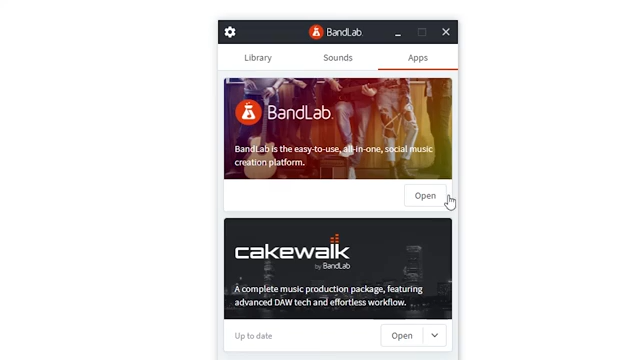 BandLab
Library Sounds Apps
BandLab
BandLab is the easy-to-use, all-in-one, social music
creation platform.
Open
cakewalk
by BandLab
A complete music production package, featuring
advanced DAW tech and effortless workflow.
Up to date Open